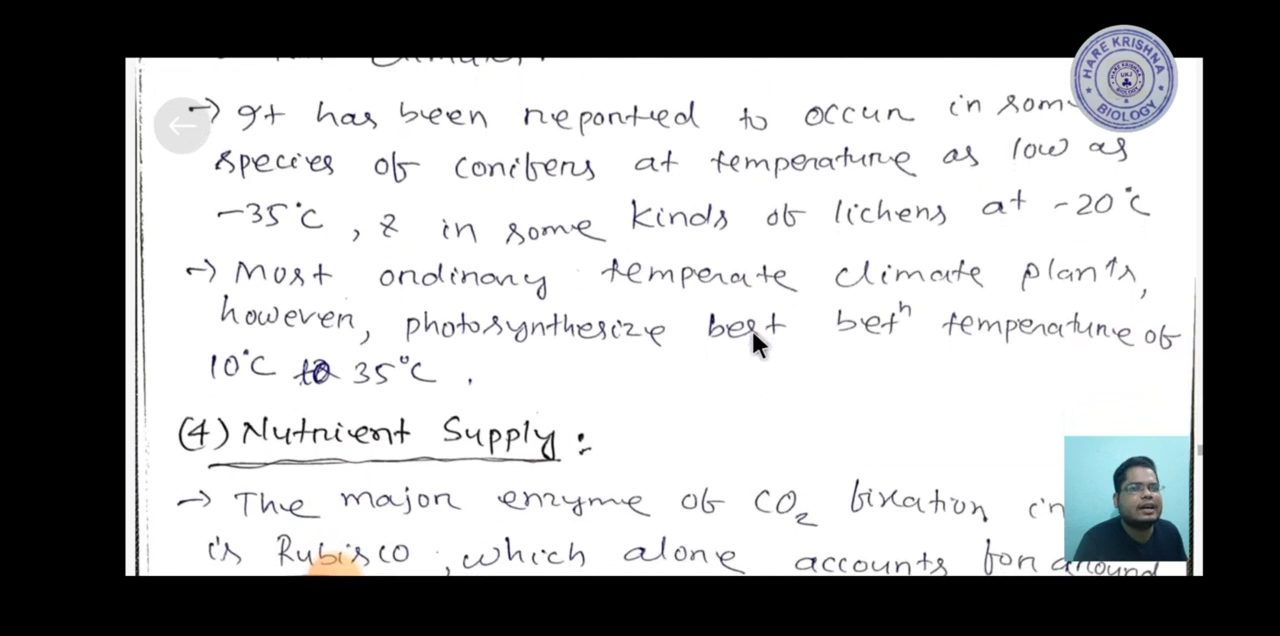 → It has been reported to occur in some
species of conifers at temperature as low as
-35°C, & in some kinds of lichens at -20°C
→ Most ordinary temperate climate plants,
however, photosynthesize best betⁿ temperature of
10°C to 35°C.
(4) Nutrient Supply:
→ The major enzyme of CO₂ fixation in
is Rubisco, which alone accounts for around
HARE KRISHNA
BIOLOGY
UKJ